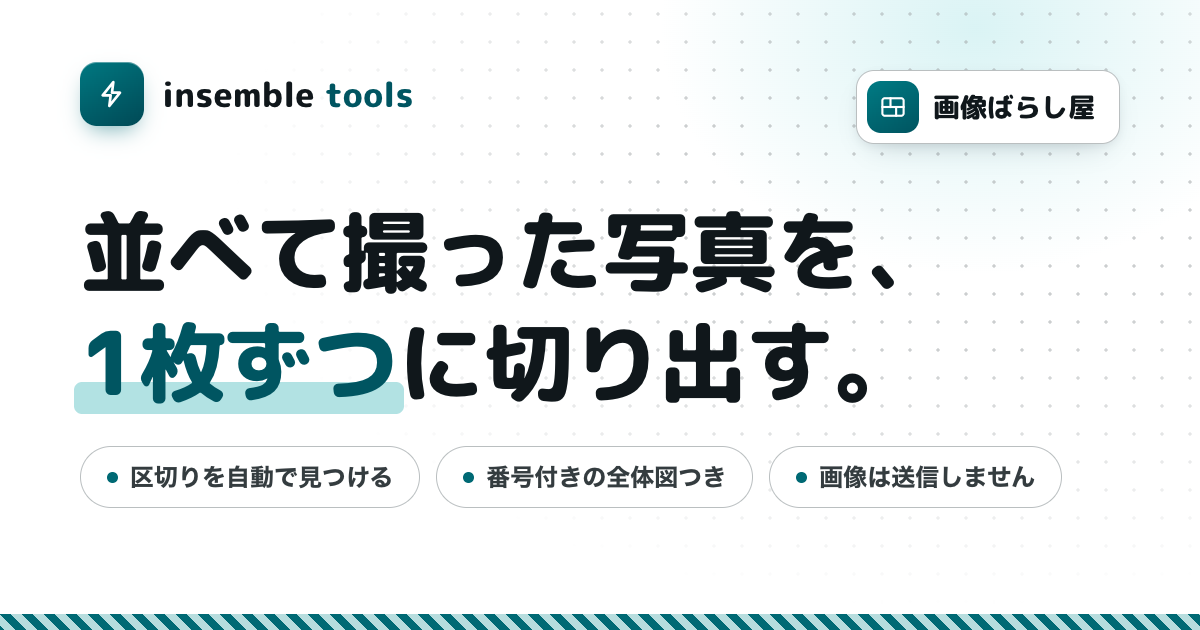 insemble tools
画像ばらし屋
並べて撮った写真を、
1枚ずつに切り出す。
区切りを自動で見つける
番号付きの全体図つき
画像は送信しません